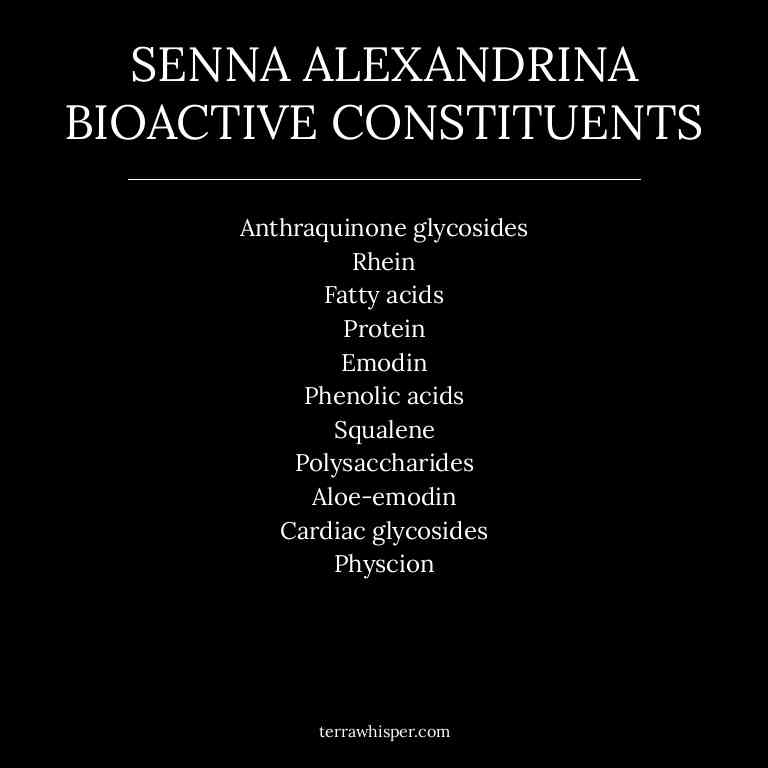 SENNA ALEXANDRINA
BIOACTIVE CONSTITUENTS
Anthraquinone glycosides
Rhein
Fatty acids
Protein
Emodin
Phenolic acids
Squalene
Polysaccharides
Aloe-emodin
Cardiac glycosides
Physcion
terrawhisper.com